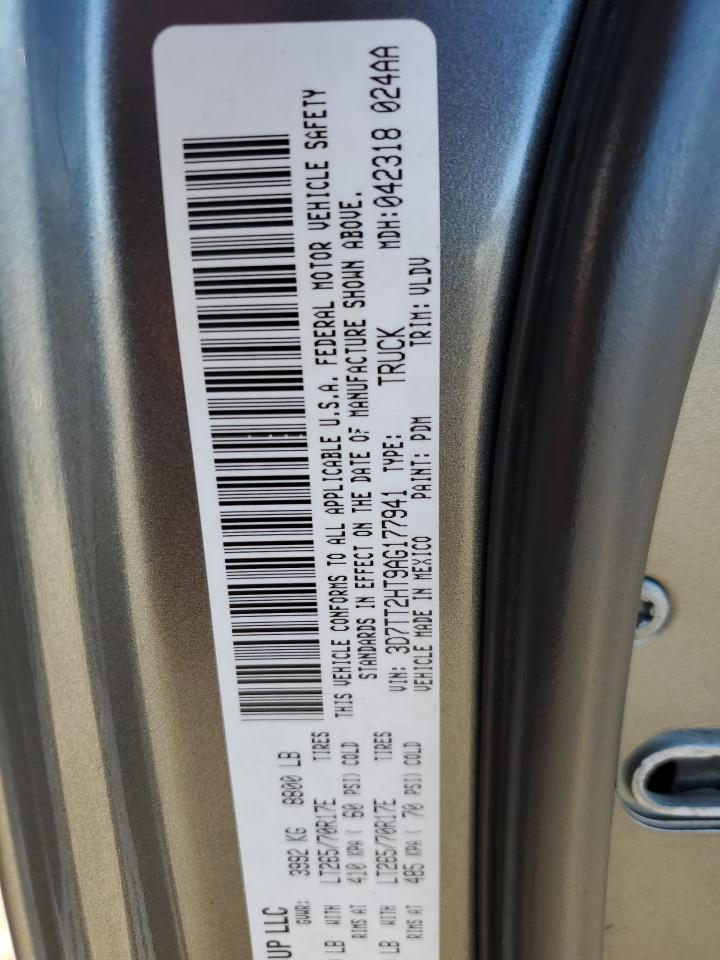 UP LLC
GVWR: 3992 KG 8800 LB
LB WITH LT265/70R17E TIRES
RIMS AT 410 KPA ( 60 PSI) COLD
LB WITH LT265/70R17E TIRES
RIMS AT 485 KPA ( 70 PSI) COLD
THIS VEHICLE CONFORMS TO ALL APPLICABLE U.S.A. FEDERAL MOTOR VEHICLE SAFETY
STANDARDS IN EFFECT ON THE DATE OF MANUFACTURE SHOWN ABOVE.
VIN: 3D7TT2HT9AG177941 TYPE: TRUCK MDH:042318 024AA
VEHICLE MADE IN MEXICO PAINT: PDM TRIM: VLDV